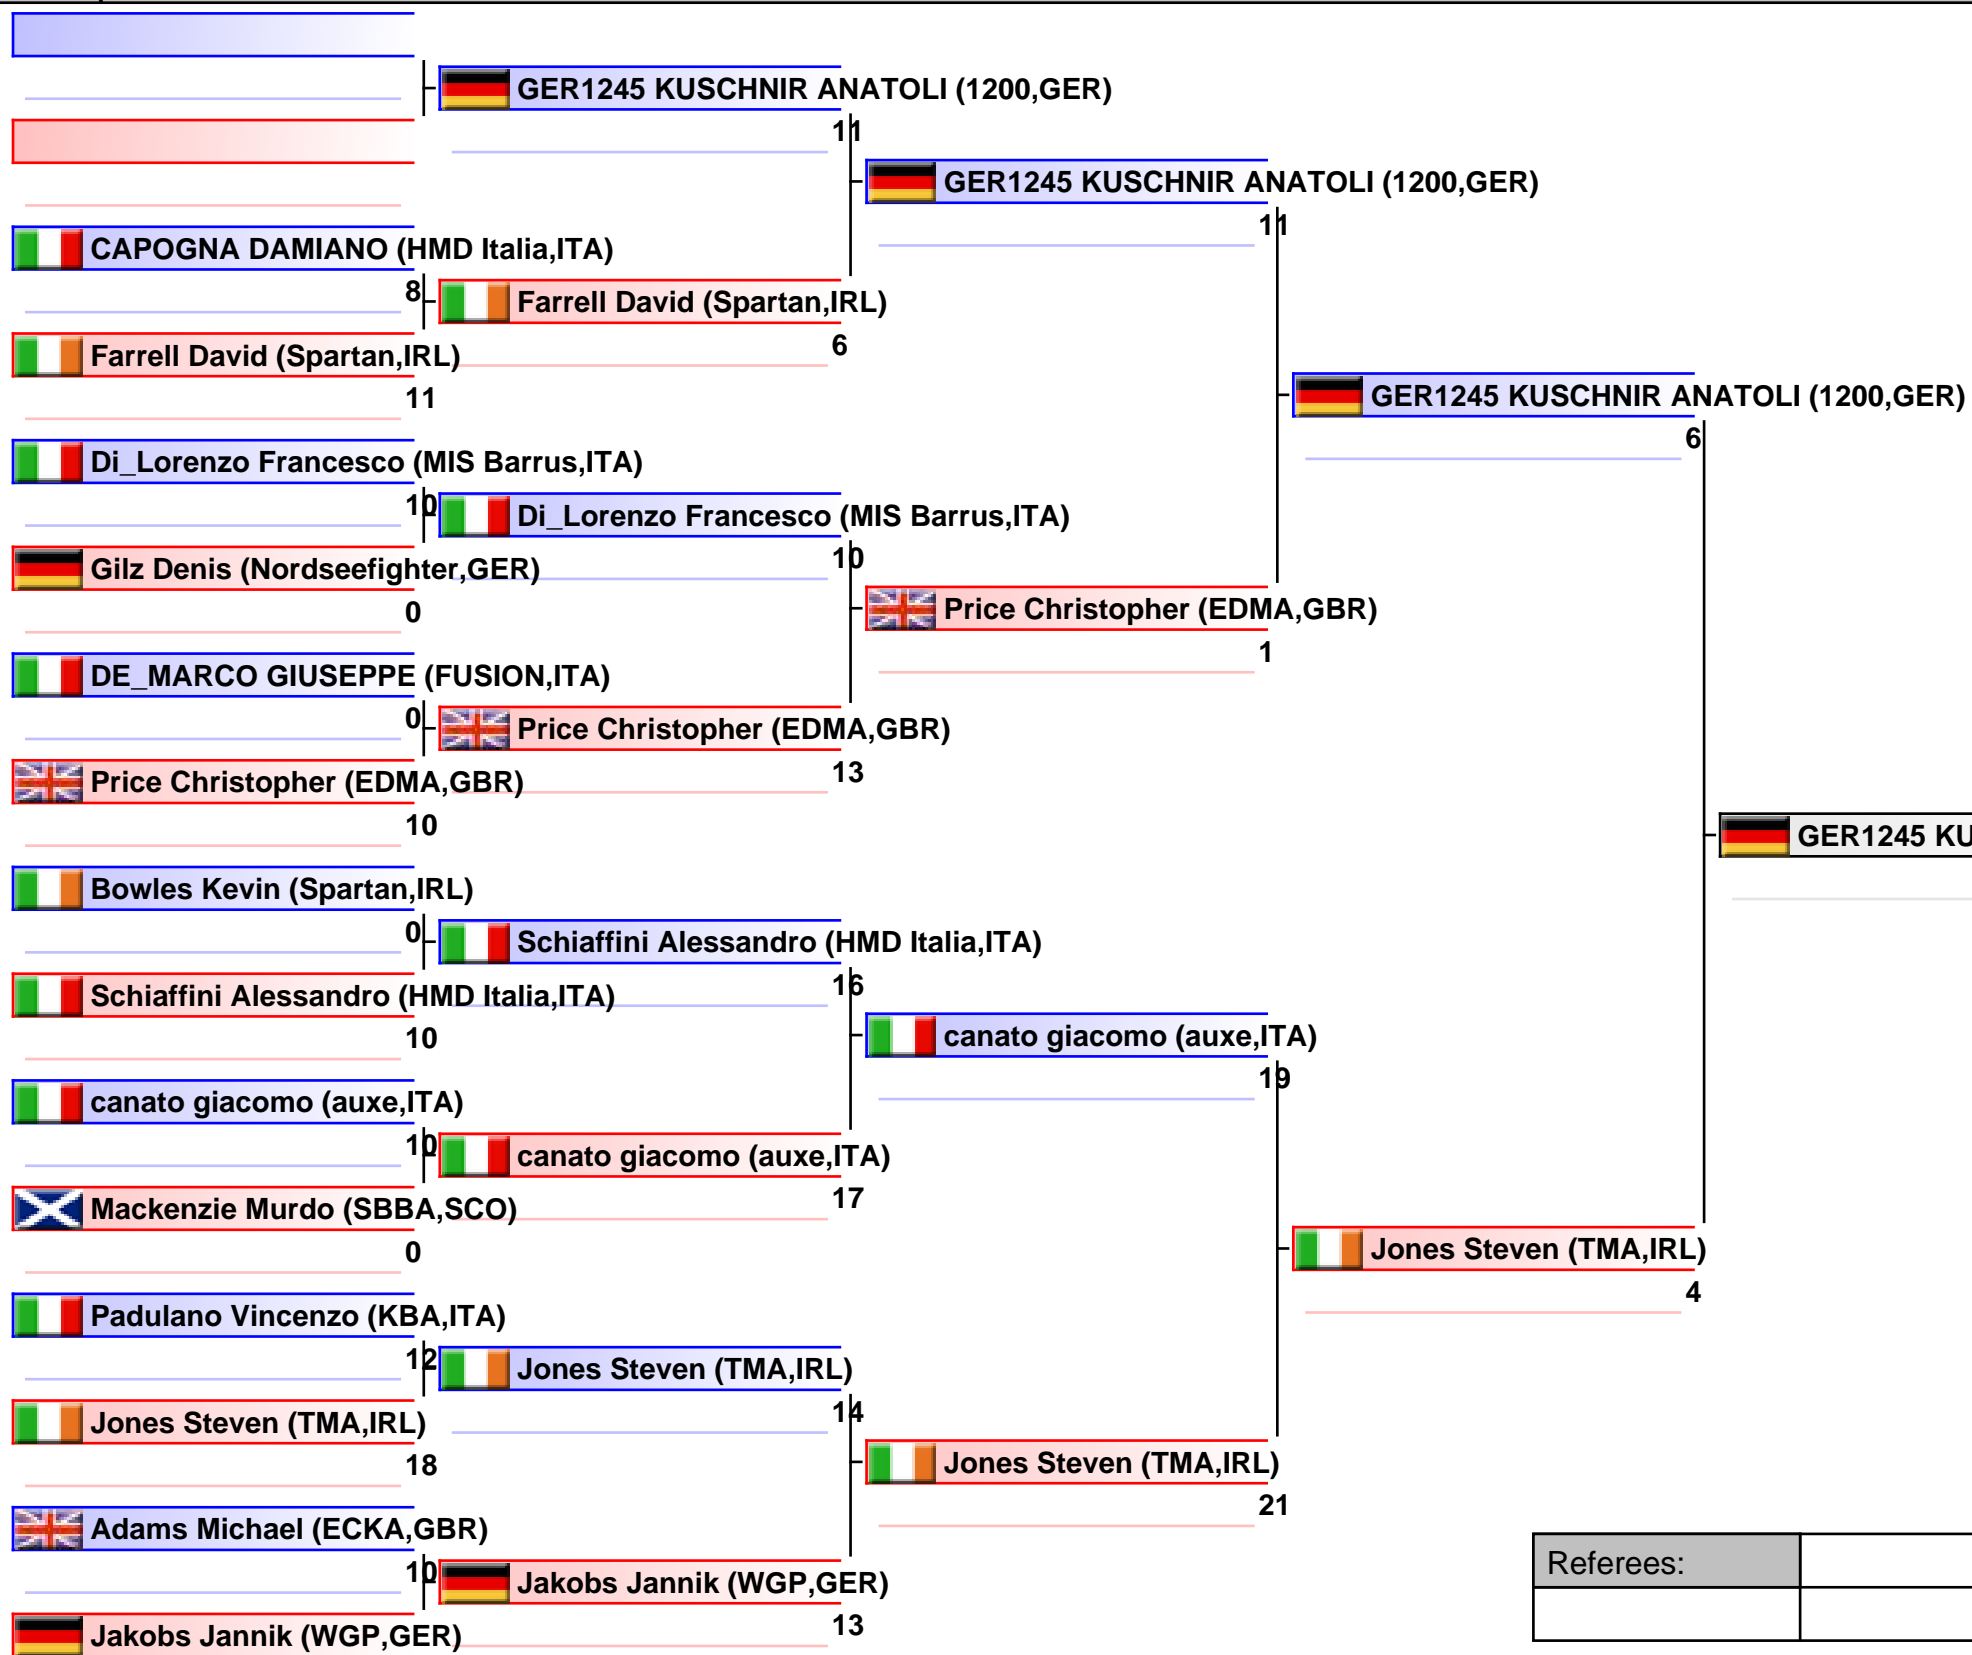 GER1245 KUSCHNIR ANATOLI (1200,GER)
11
GER1245 KUSCHNIR ANATOLI (1200,GER)
11
CAPOGNA DAMIANO (HMD Italia,ITA)
8
Farrell David (Spartan,IRL)
6
Farrell David (Spartan,IRL)
11
GER1245 KUSCHNIR ANATOLI (1200,GER)
6
Di_Lorenzo Francesco (MIS Barrus,ITA)
10
Di_Lorenzo Francesco (MIS Barrus,ITA)
10
Gilz Denis (Nordseefighter,GER)
0
Price Christopher (EDMA,GBR)
1
DE_MARCO GIUSEPPE (FUSION,ITA)
0
Price Christopher (EDMA,GBR)
13
Price Christopher (EDMA,GBR)
10
GER1245 KU
Bowles Kevin (Spartan,IRL)
0
Schiaffini Alessandro (HMD Italia,ITA)
16
Schiaffini Alessandro (HMD Italia,ITA)
10
canato giacomo (auxe,ITA)
19
canato giacomo (auxe,ITA)
10
canato giacomo (auxe,ITA)
17
Mackenzie Murdo (SBBA,SCO)
0
Jones Steven (TMA,IRL)
4
Padulano Vincenzo (KBA,ITA)
12
Jones Steven (TMA,IRL)
14
Jones Steven (TMA,IRL)
18
Jones Steven (TMA,IRL)
21
Adams Michael (ECKA,GBR)
10
Jakobs Jannik (WGP,GER)
13
Jakobs Jannik (WGP,GER)
Referees: